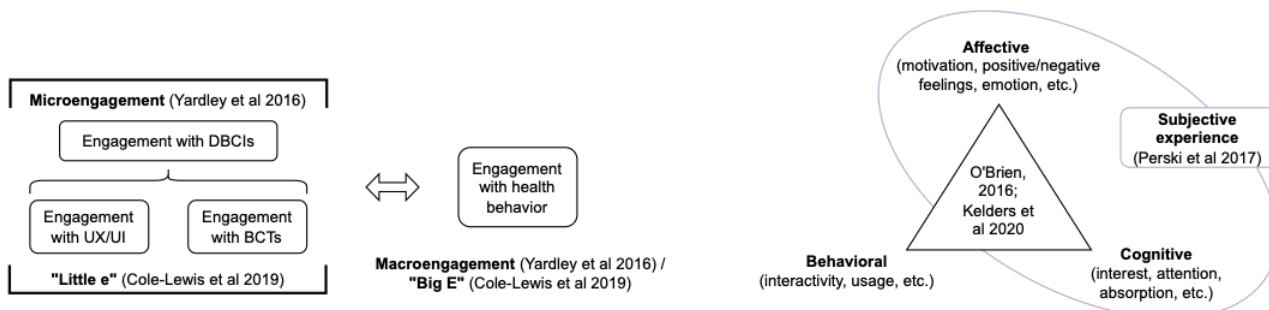 Microengagement (Yardley et al 2016)
Engagement with DBCIs
Engagement
with UX/UI
Engagement
with BCTs
"Little e" (Cole-Lewis et al 2019)
Engagement
with health
behavior
Macroengagement (Yardley et al 2016) /
"Big E" (Cole-Lewis et al 2019)
Affective
(motivation, positive/negative
feelings, emotion, etc.)
Subjective
experience
(Perski et al 2017)
O'Brien,
2016;
Kelders et
al 2020
Behavioral
(interactivity, usage, etc.)
Cognitive
(interest, attention,
absorption, etc.)